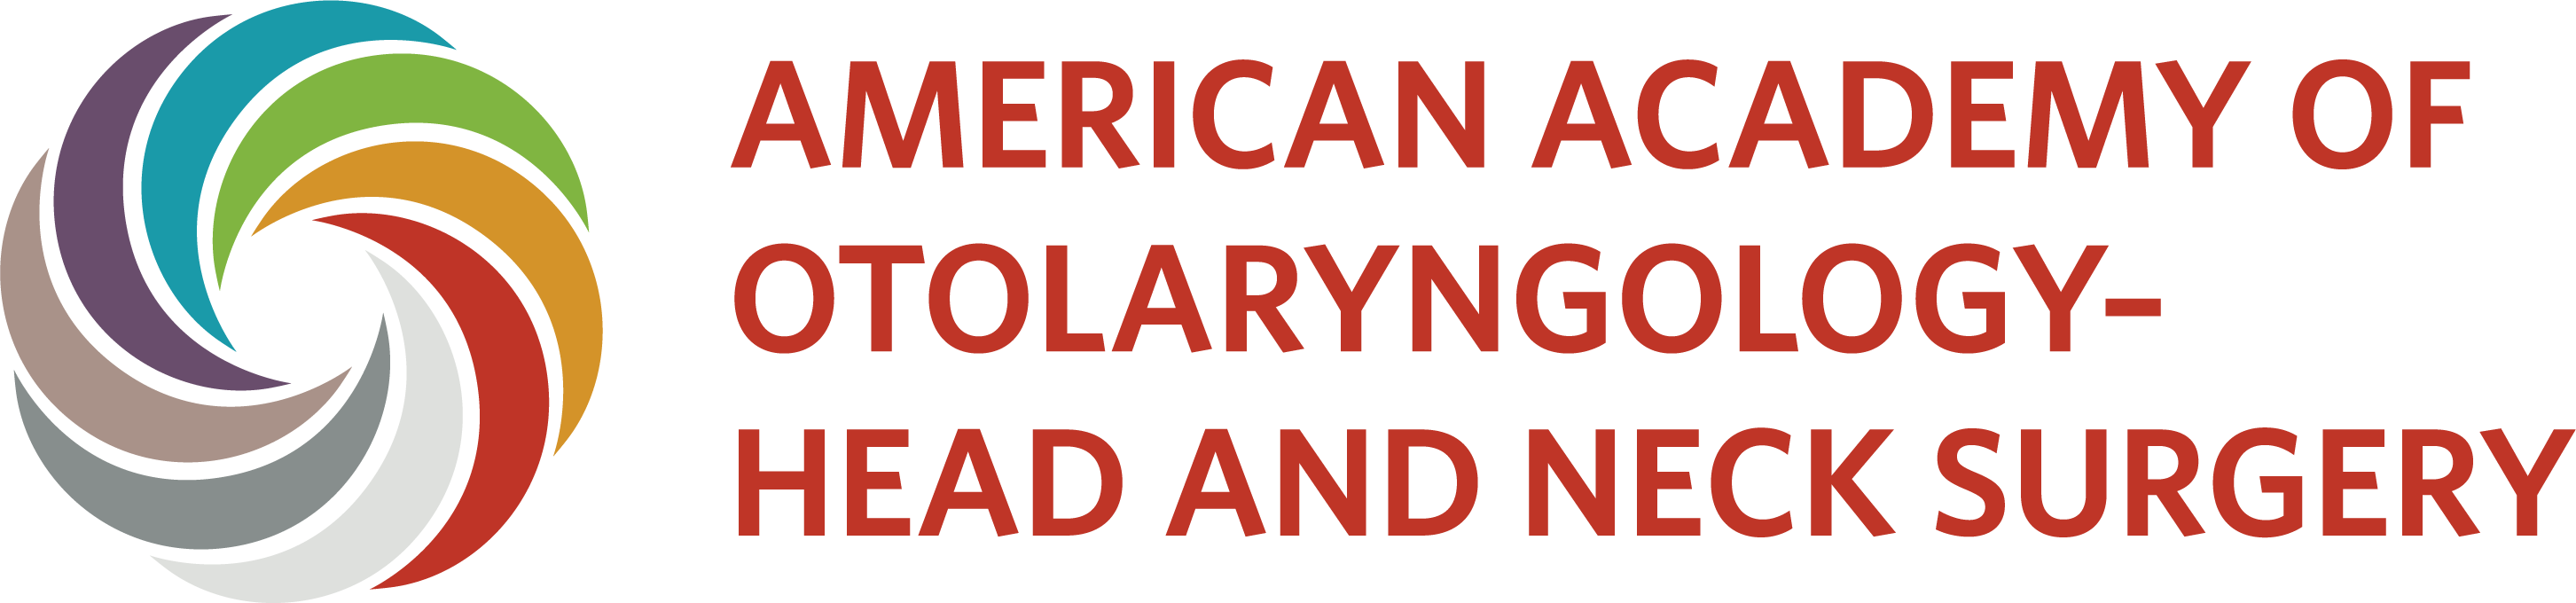 AMERICAN ACADEMY OF
OTOLARYNGOLOGY–
HEAD AND NECK SURGERY